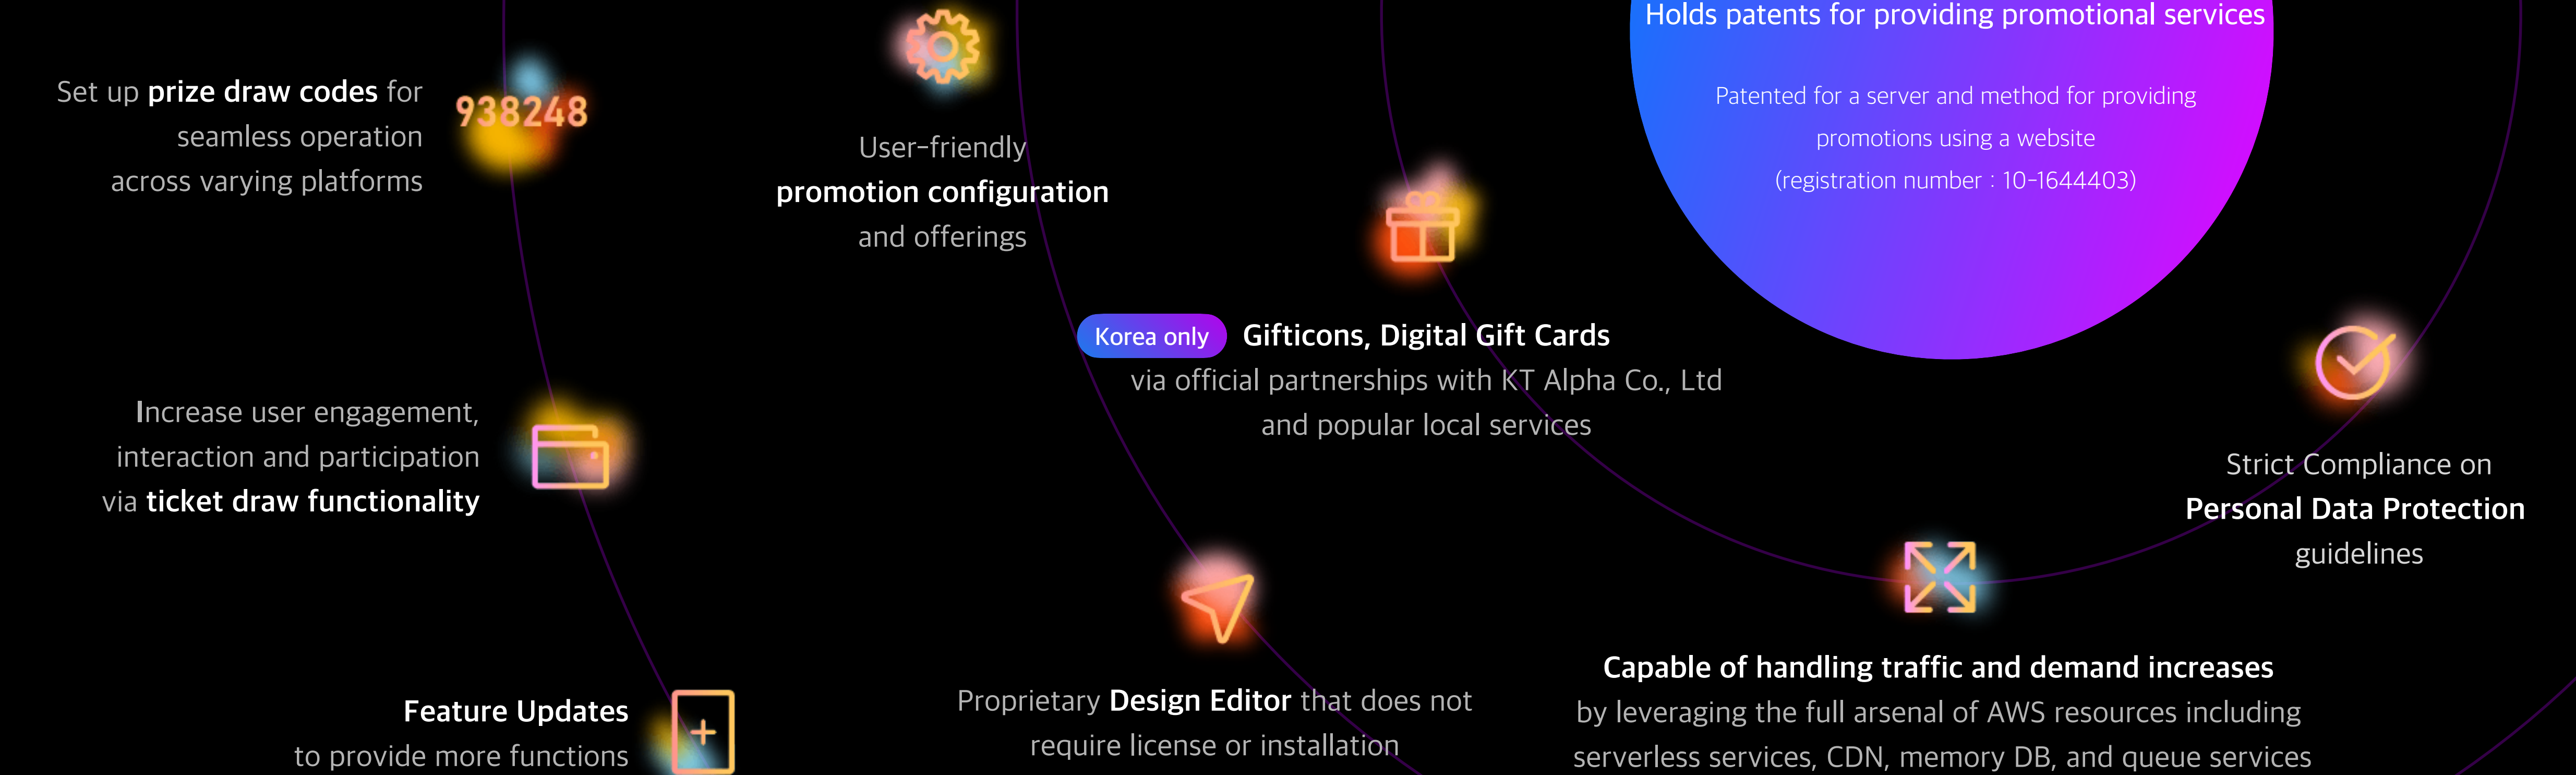 Holds patents for providing promotional services
Patented for a server and method for providing
promotions using a website
(registration number : 10-1644403)
Set up prize draw codes for
seamless operation
across varying platforms
938248
User-friendly
promotion configuration
and offerings
Korea only Gifticons, Digital Gift Cards
via official partnerships with KT Alpha Co., Ltd
and popular local services
Increase user engagement,
interaction and participation
via ticket draw functionality
Strict Compliance on
Personal Data Protection
guidelines
Feature Updates
to provide more functions
Proprietary Design Editor that does not
require license or installation
Capable of handling traffic and demand increases
by leveraging the full arsenal of AWS resources including
serverless services, CDN, memory DB, and queue services